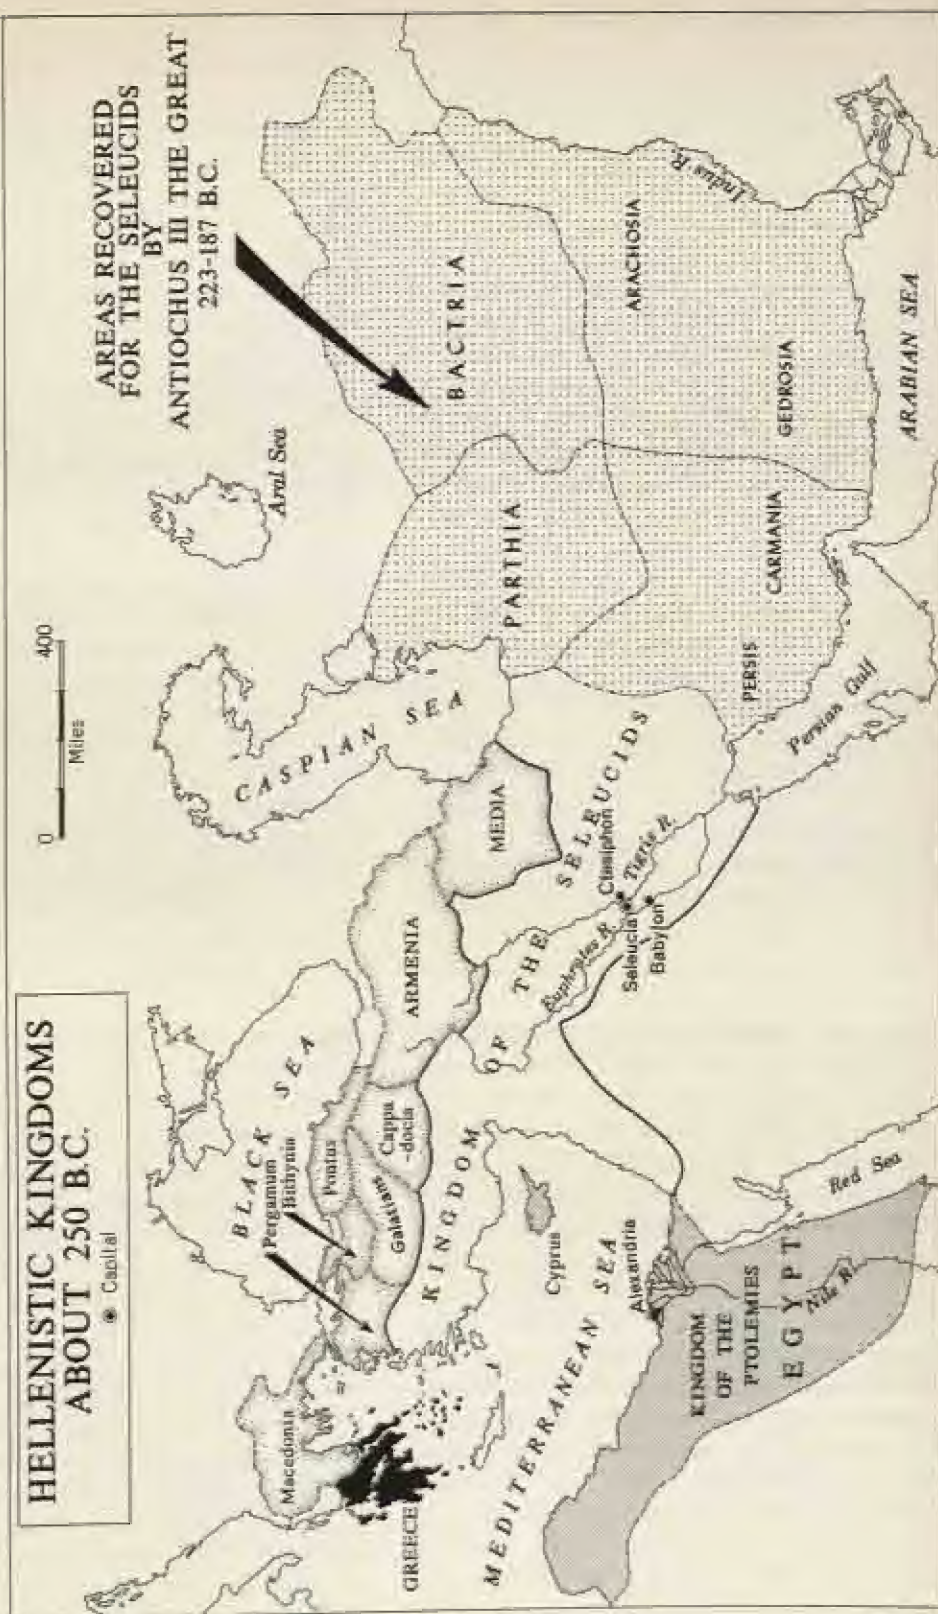 HELLENISTIC KINGDOMS
ABOUT 250 B.C.
Capital
0 400
Miles
AREAS RECOVERED
FOR THE SELEUCIDS
BY
ANTIOCHUS III THE GREAT
223-187 B.C.
Aral Sea
CASPIAN SEA
BLACK SEA
Pergamum
Bithynia
Macedonia
Pontus
Galatians
Cappa
-docia
ARMENIA
MEDIA
PARTHIA
BACTRIA
GREECE
KINGDOM OF THE SELEUCIDS
Ctesiphon
Tigris R.
Euphrates R.
Seleucia
Babylon
Cyprus
MEDITERRANEAN SEA
Alexandria
KINGDOM
OF THE
PTOLEMIES
EGYPT
Nile R.
Red Sea
PERSIS
Persian Gulf
CARMANIA
GEDROSIA
ARACHOSIA
Indus R.
ARABIAN SEA